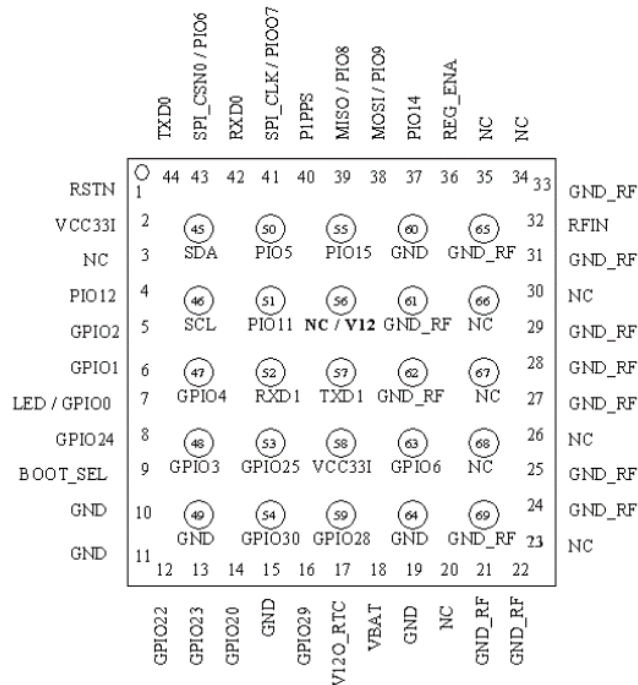 TXD0
SPI_CSN0 / PIO6
RXD0
SPI_CLK / PIOO7
P1PPS
MISO / PIO8
MOSI / PIO9
PIO14
REG_ENA
NC
NC
44 43 42 41 40 39 38 37 36 35 34
RSTN 1 33 GND_RF
VCC33I 2 45 50 55 60 65 32 RFIN
NC 3 SDA PIO5 PIO15 GND GND_RF 31 GND_RF
PIO12 4 46 51 56 61 66 30 NC
GPIO2 5 SCL PIO11 NC / V12 GND_RF NC 29 GND_RF
GPIO1 6 47 52 57 62 67 28 GND_RF
LED / GPIO0 7 GPIO4 RXD1 TXD1 GND_RF NC 27 GND_RF
GPIO24 8 48 53 58 63 68 26 NC
BOOT_SEL 9 GPIO3 GPIO25 VCC33I GPIO6 NC 25 GND_RF
GND 10 49 54 59 64 69 24 GND_RF
GND 11 GND GPIO30 GPIO28 GND GND_RF 23 NC
12 13 14 15 16 17 18 19 20 21 22
GPIO22
GPIO23
GPIO20
GND
GPIO29
V12O_RTC
VBAT
GND
NC
GND_RF
GND_RF